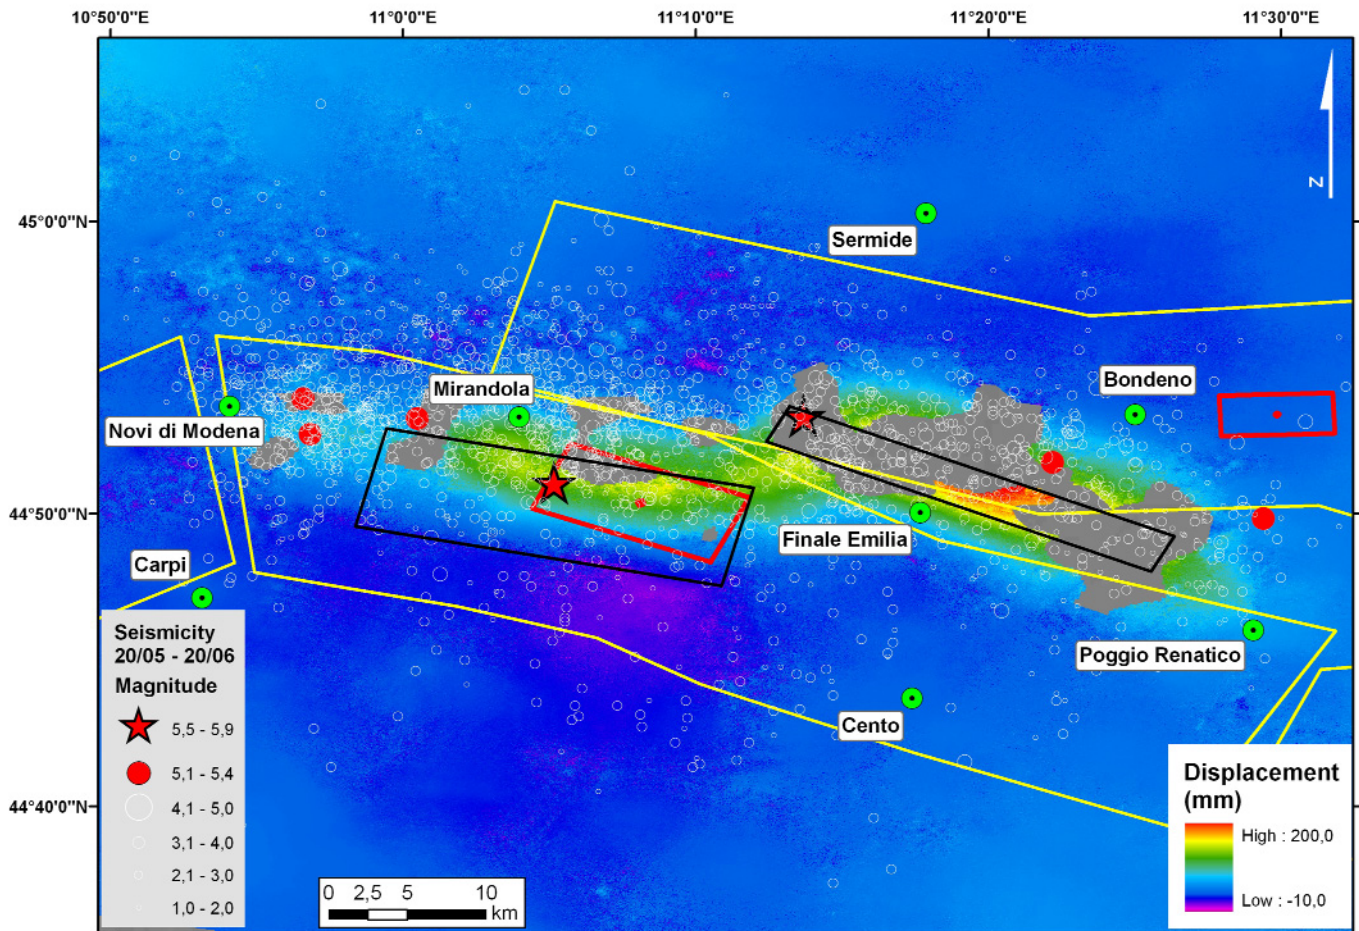 10°50'0"E 11°0'0"E 11°10'0"E 11°20'0"E 11°30'0"E
N
45°0'0"N
Sermide
Bondeno
Mirandola
Novi di Modena
44°50'0"N
Finale Emilia
Carpi
Poggio Renatico
Cento
44°40'0"N
Seismicity
20/05 - 20/06
Magnitude
5,5 - 5,9
5,1 - 5,4
4,1 - 5,0
3,1 - 4,0
2,1 - 3,0
1,0 - 2,0
0 2,5 5 10
km
Displacement
(mm)
High : 200,0
Low : -10,0